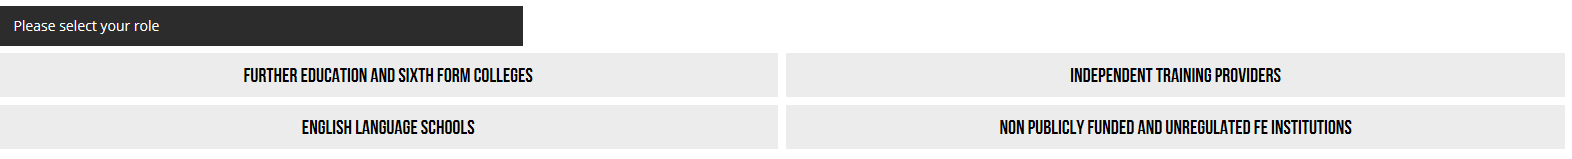 Please select your role
FURTHER EDUCATION AND SIXTH FORM COLLEGES
INDEPENDENT TRAINING PROVIDERS
ENGLISH LANGUAGE SCHOOLS
NON PUBLICLY FUNDED AND UNREGULATED FE INSTITUTIONS